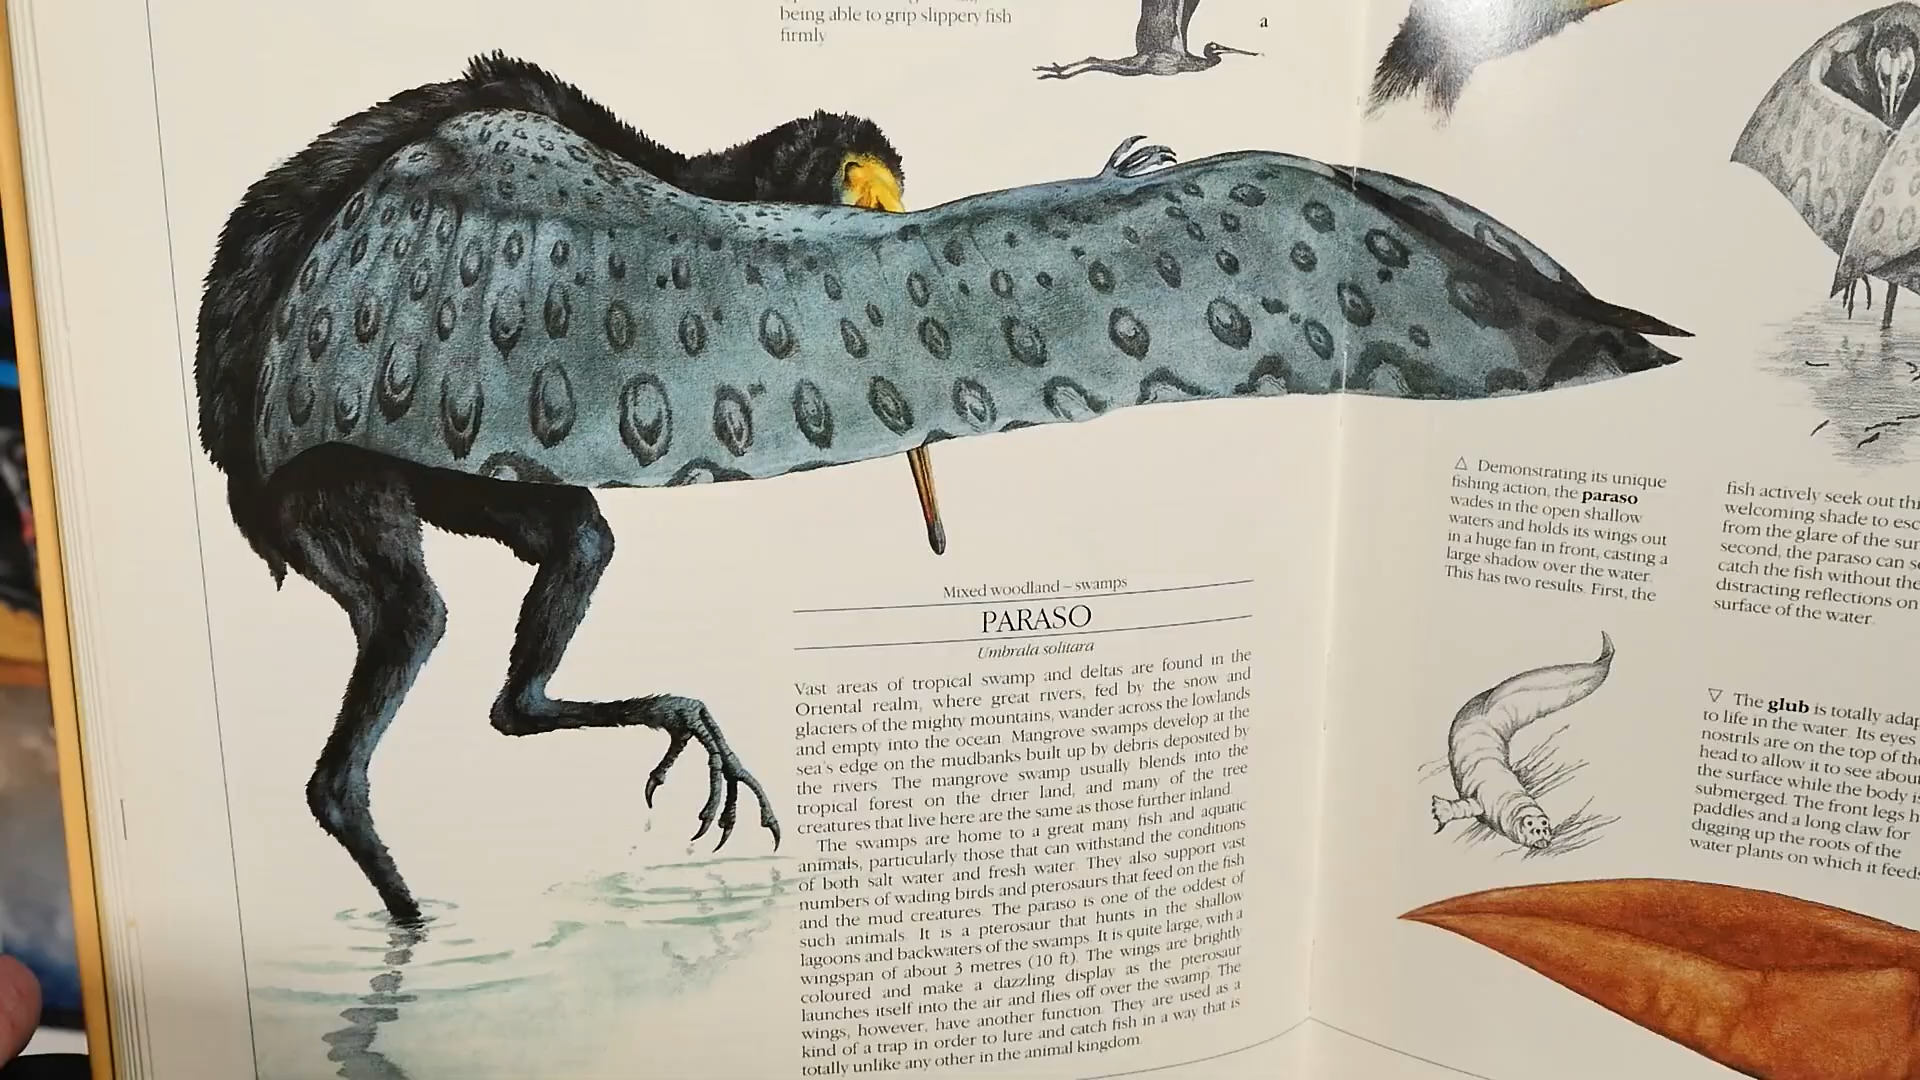 being able to grip slippery fish
firmly
a
Mixed woodland – swamps
PARASO
Umbrala solitara
Vast areas of tropical swamp and deltas are found in the
Oriental realm, where great rivers, fed by the snow and
glaciers of the mighty mountains, wander across the lowlands
and empty into the ocean. Mangrove swamps develop at the
sea's edge on the mudbanks built up by debris deposited by
the rivers. The mangrove swamp usually blends into the
tropical forest on the drier land, and many of the tree
creatures that live here are the same as those further inland.
The swamps are home to a great many fish and aquatic
animals, particularly those that can withstand the conditions
of both salt water and fresh water. They also support vast
numbers of wading birds and pterosaurs that feed on the fish
and the mud creatures. The paraso is one of the oddest of
such animals. It is a pterosaur that hunts in the shallow
lagoons and backwaters of the swamps. It is quite large, with a
wingspan of about 3 metres (10 ft). The wings are brightly
coloured and make a dazzling display as the pterosaur
launches itself into the air and flies off over the swamp. The
wings, however, have another function. They are used as a
kind of a trap in order to lure and catch fish in a way that is
totally unlike any other in the animal kingdom.
△ Demonstrating its unique
fishing action, the paraso
wades in the open shallow
waters and holds its wings out
in a huge fan in front, casting a
large shadow over the water.
This has two results. First, the
fish actively seek out
welcoming shade to
from the glare of the
second, the paraso can
catch the fish without
distracting reflections on
surface of the water.
▽ The glub is totally
to life in the water. Its eyes
nostrils are on the top of
head to allow it to see
the surface while the body
submerged. The front legs
paddles and a long claw for
digging up the roots of the
water plants on which it